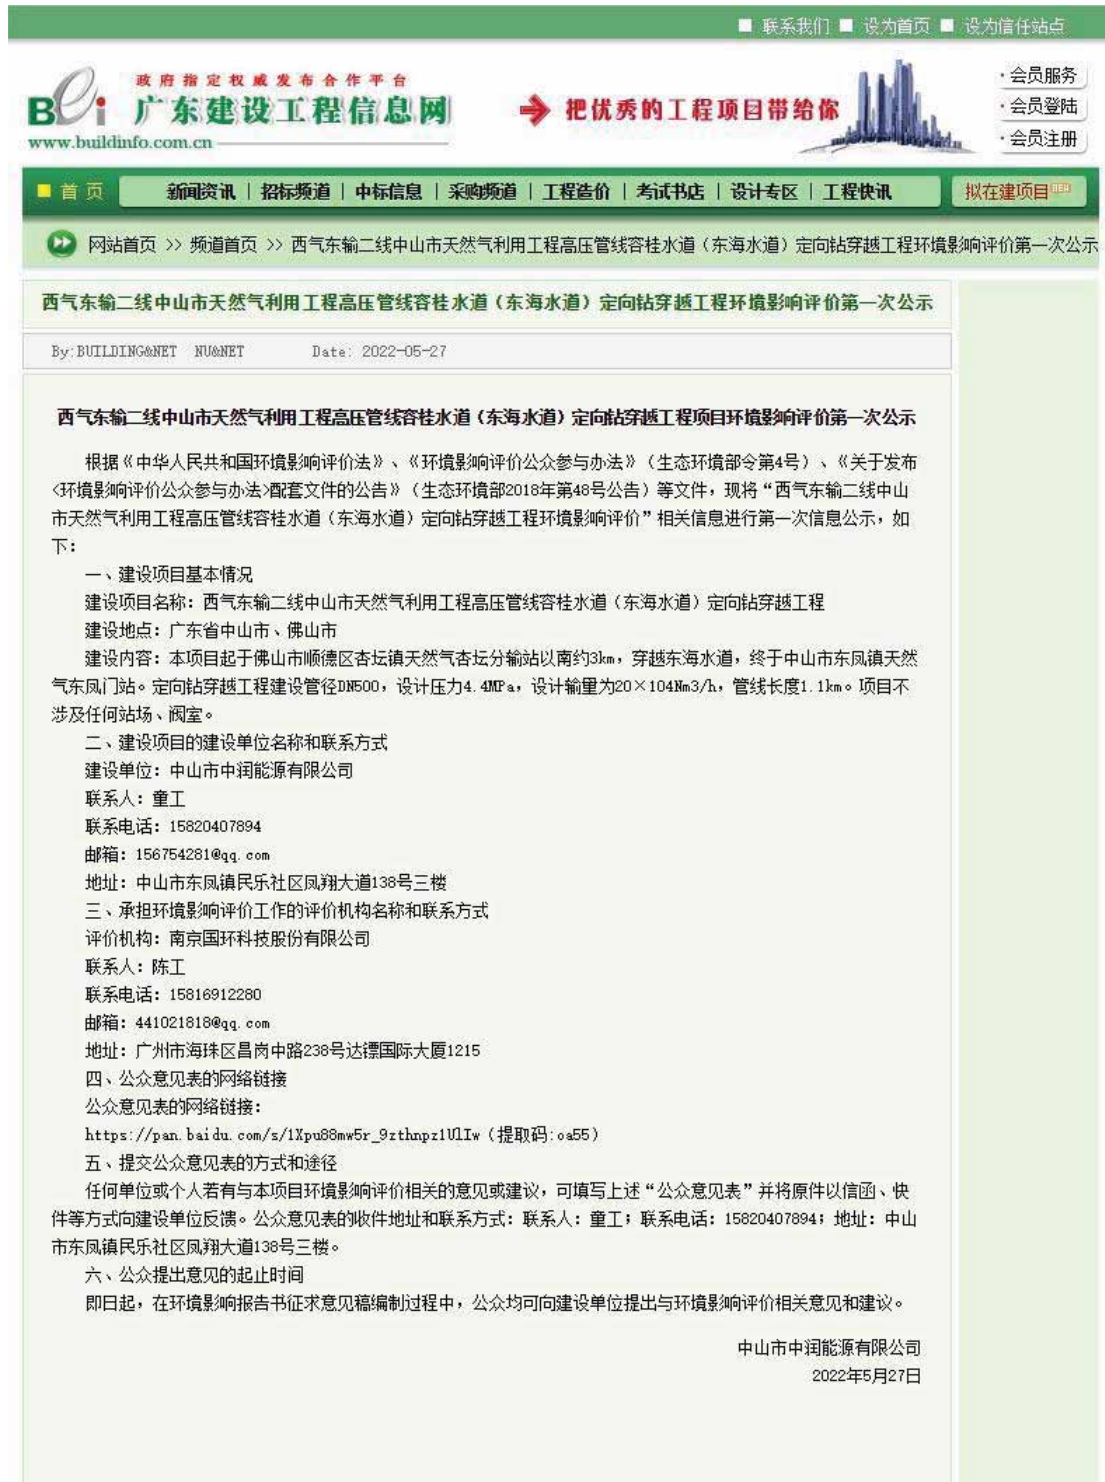 ■ 联系我们 ■ 设为首页 ■ 设为信任站点
BCi
政府指定权威发布合作平台
广东建设工程信息网
www.buildinfo.com.cn
把优秀的工程项目带给你
·会员服务
·会员登陆
·会员注册
首页
新闻资讯 | 招标频道 | 中标信息 | 采购频道 | 工程造价 | 考试书店 | 设计专区 | 工程快讯
拟在建项目NEW
网站首页 >> 频道首页 >> 西气东输二线中山市天然气利用工程高压管线容桂水道（东海水道）定向钻穿越工程环境影响评价第一次公示
西气东输二线中山市天然气利用工程高压管线容桂水道（东海水道）定向钻穿越工程环境影响评价第一次公示
By:BUILDING&NET NU&NET Date: 2022-05-27
西气东输二线中山市天然气利用工程高压管线容桂水道（东海水道）定向钻穿越工程项目环境影响评价第一次公示
根据《中华人民共和国环境影响评价法》、《环境影响评价公众参与办法》（生态环境部令第4号）、《关于发布
<环境影响评价公众参与办法>配套文件的公告》（生态环境部2018年第48号公告）等文件，现将“西气东输二线中山
市天然气利用工程高压管线容桂水道（东海水道）定向钻穿越工程环境影响评价”相关信息进行第一次信息公示，如
下：
一、建设项目基本情况
建设项目名称：西气东输二线中山市天然气利用工程高压管线容桂水道（东海水道）定向钻穿越工程
建设地点：广东省中山市、佛山市
建设内容：本项目起于佛山市顺德区杏坛镇天然气杏坛分输站以南约3km，穿越东海水道，终于中山市东凤镇天然
气东凤门站。定向钻穿越工程建设管径DN500，设计压力4.4MPa，设计输量为20×104Nm3/h，管线长度1.1km。项目不
涉及任何站场、阀室。
二、建设项目的建设单位名称和联系方式
建设单位：中山市中润能源有限公司
联系人：童工
联系电话：15820407894
邮箱：156754281@qq.com
地址：中山市东凤镇民乐社区凤翔大道138号三楼
三、承担环境影响评价工作的评价机构名称和联系方式
评价机构：南京国环科技股份有限公司
联系人：陈工
联系电话：15816912280
邮箱：441021818@qq.com
地址：广州市海珠区昌岗中路238号达镖国际大厦1215
四、公众意见表的网络链接
公众意见表的网络链接：
https://pan.baidu.com/s/1Xpu88mw5r_9zthnpz1UlIw（提取码:oa55）
五、提交公众意见表的方式和途径
任何单位或个人若有与本项目环境影响评价相关的意见或建议，可填写上述“公众意见表”并将原件以信函、快
件等方式向建设单位反馈。公众意见表的收件地址和联系方式：联系人：童工；联系电话：15820407894；地址：中山
市东凤镇民乐社区凤翔大道138号三楼。
六、公众提出意见的起止时间
即日起，在环境影响报告书征求意见稿编制过程中，公众均可向建设单位提出与环境影响评价相关意见和建议。
中山市中润能源有限公司
2022年5月27日